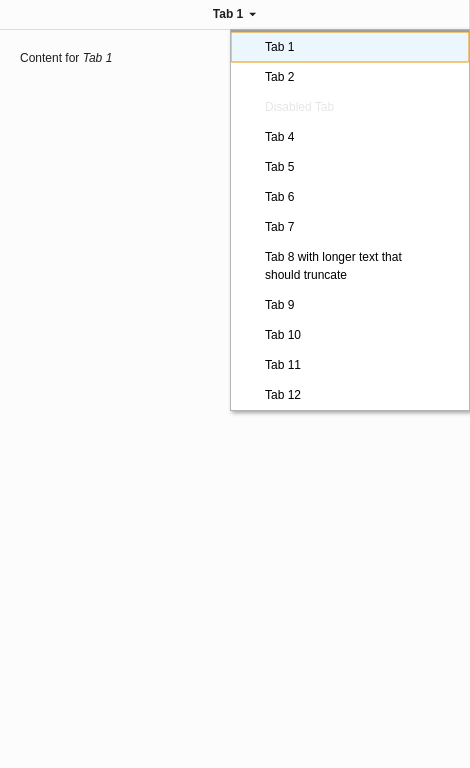 Tab 1
Content for Tab 1
Tab 1
Tab 2
Disabled Tab
Tab 4
Tab 5
Tab 6
Tab 7
Tab 8 with longer text that
should truncate
Tab 9
Tab 10
Tab 11
Tab 12